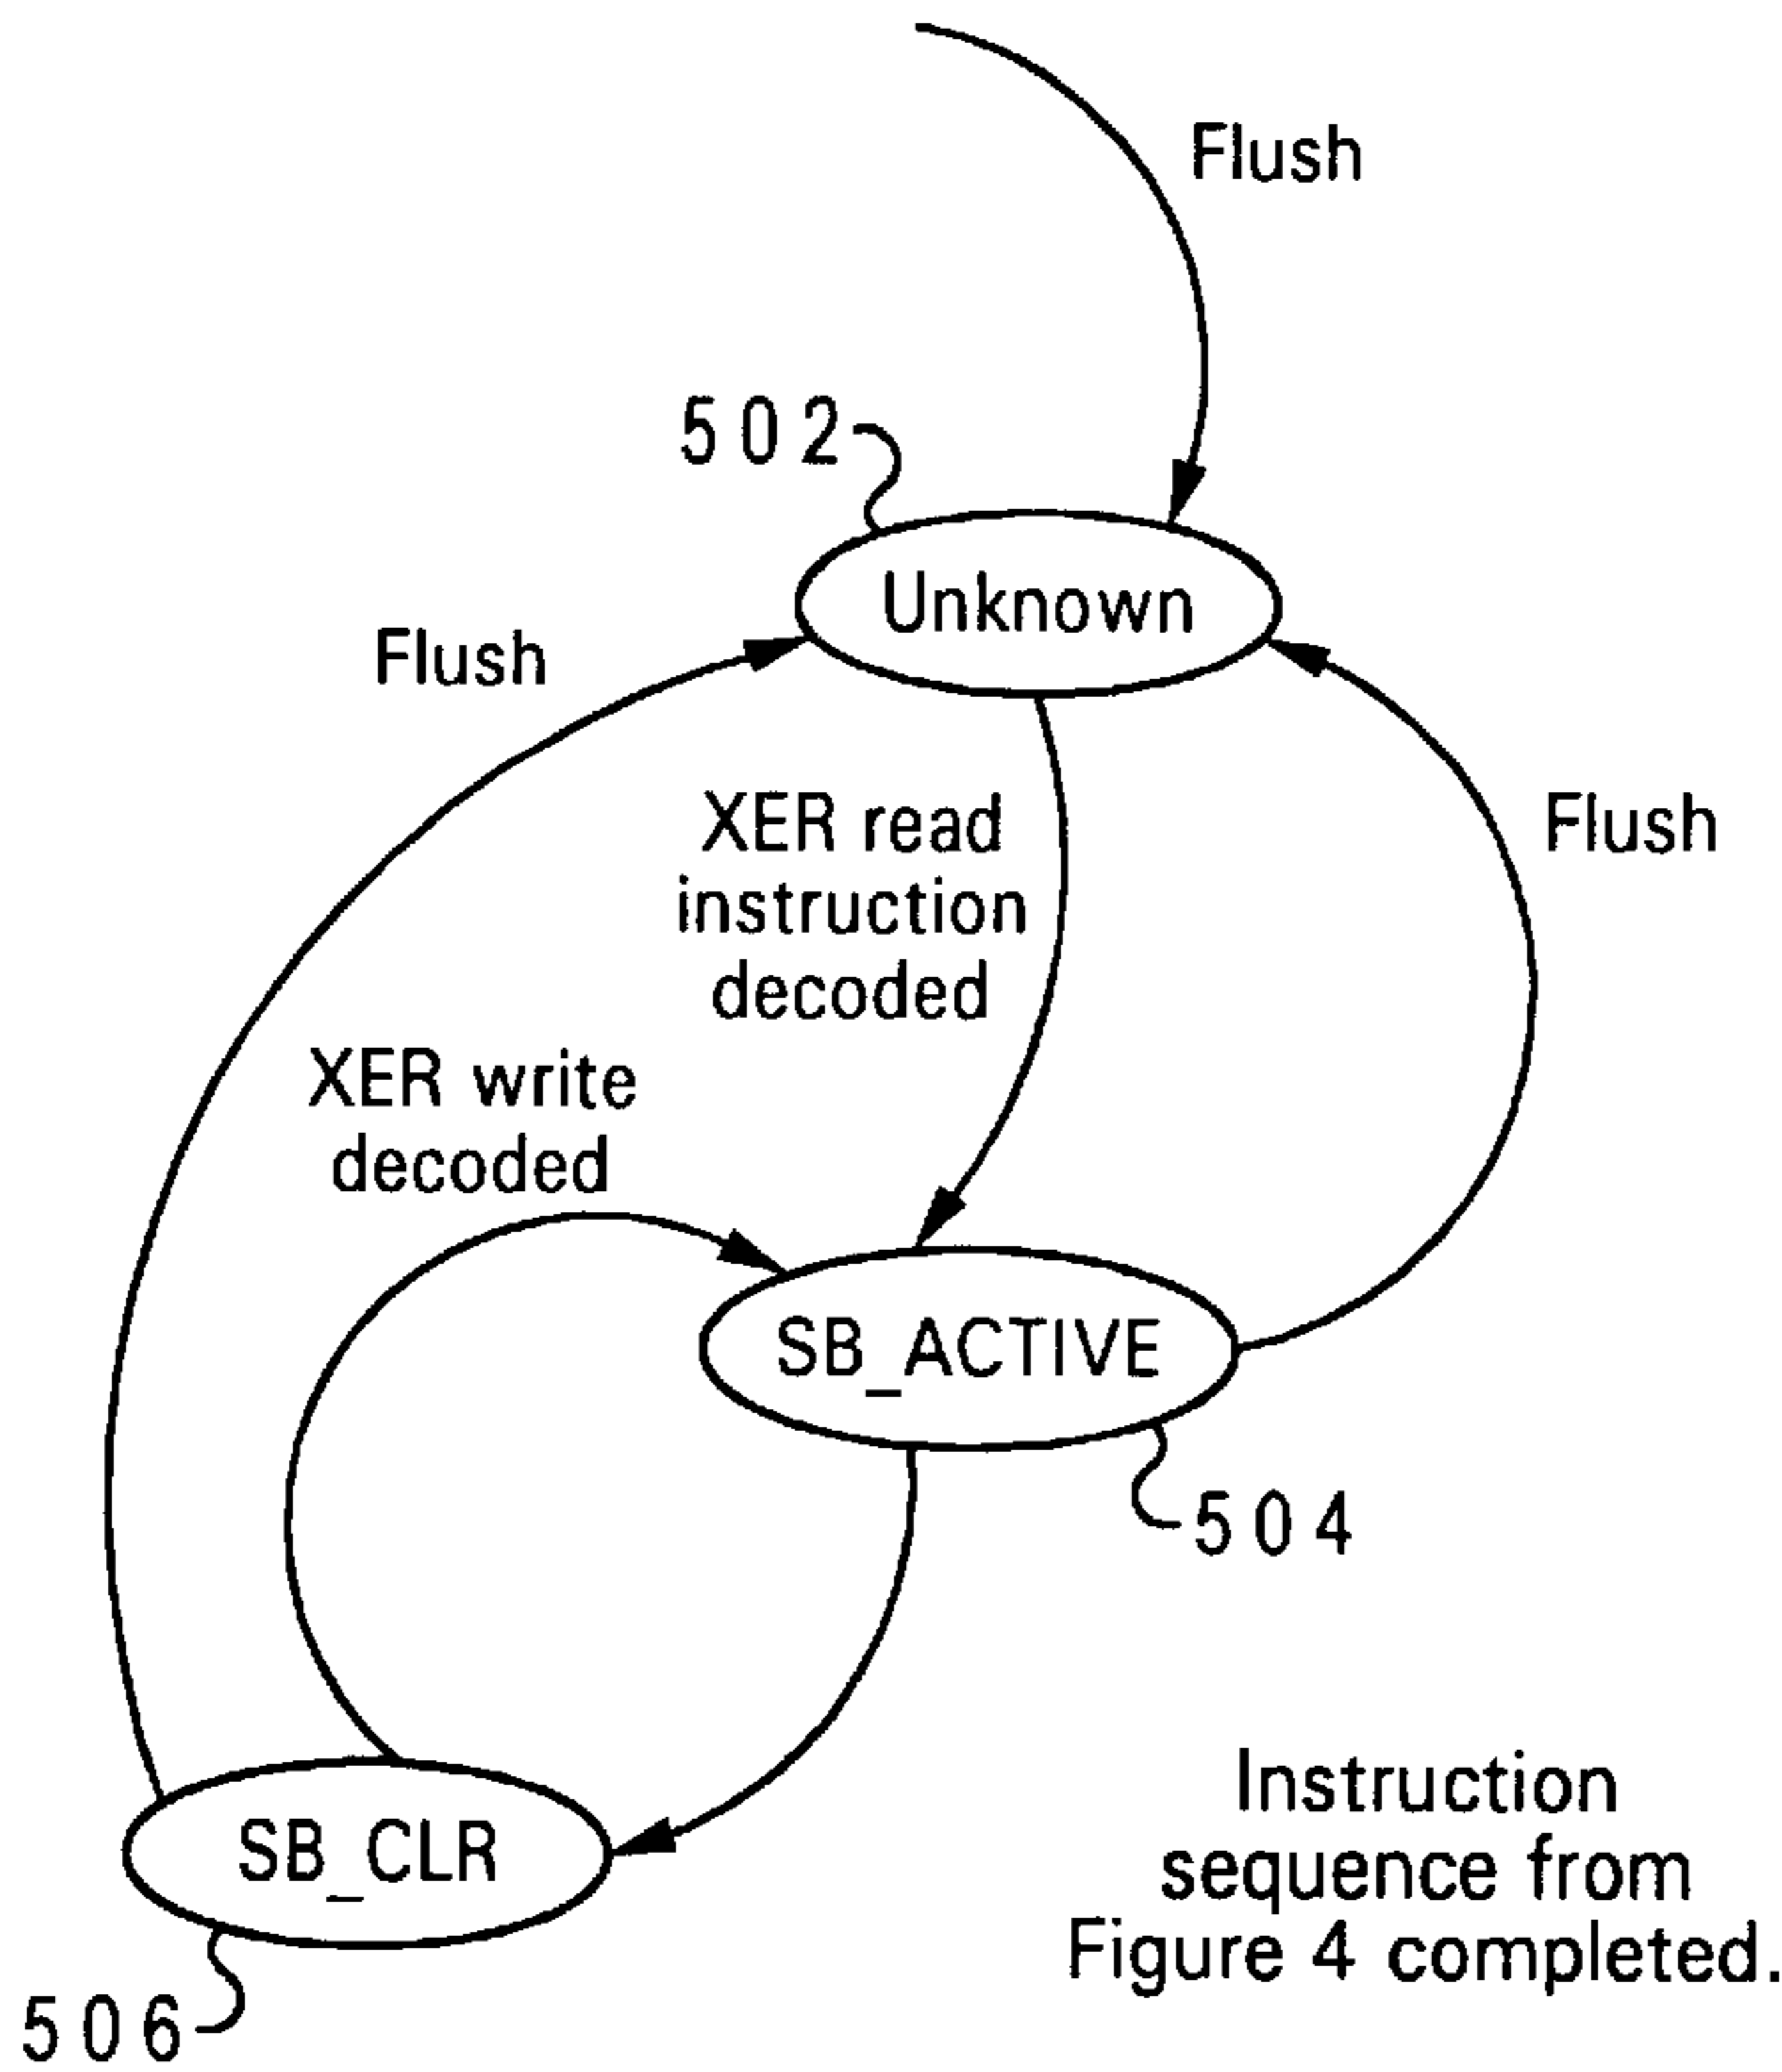 Flush
502
Unknown
Flush
XER read
instruction
decoded
Flush
XER write
decoded
SB_ACTIVE
504
SB_CLR
Instruction
sequence from
Figure 4 completed.
506